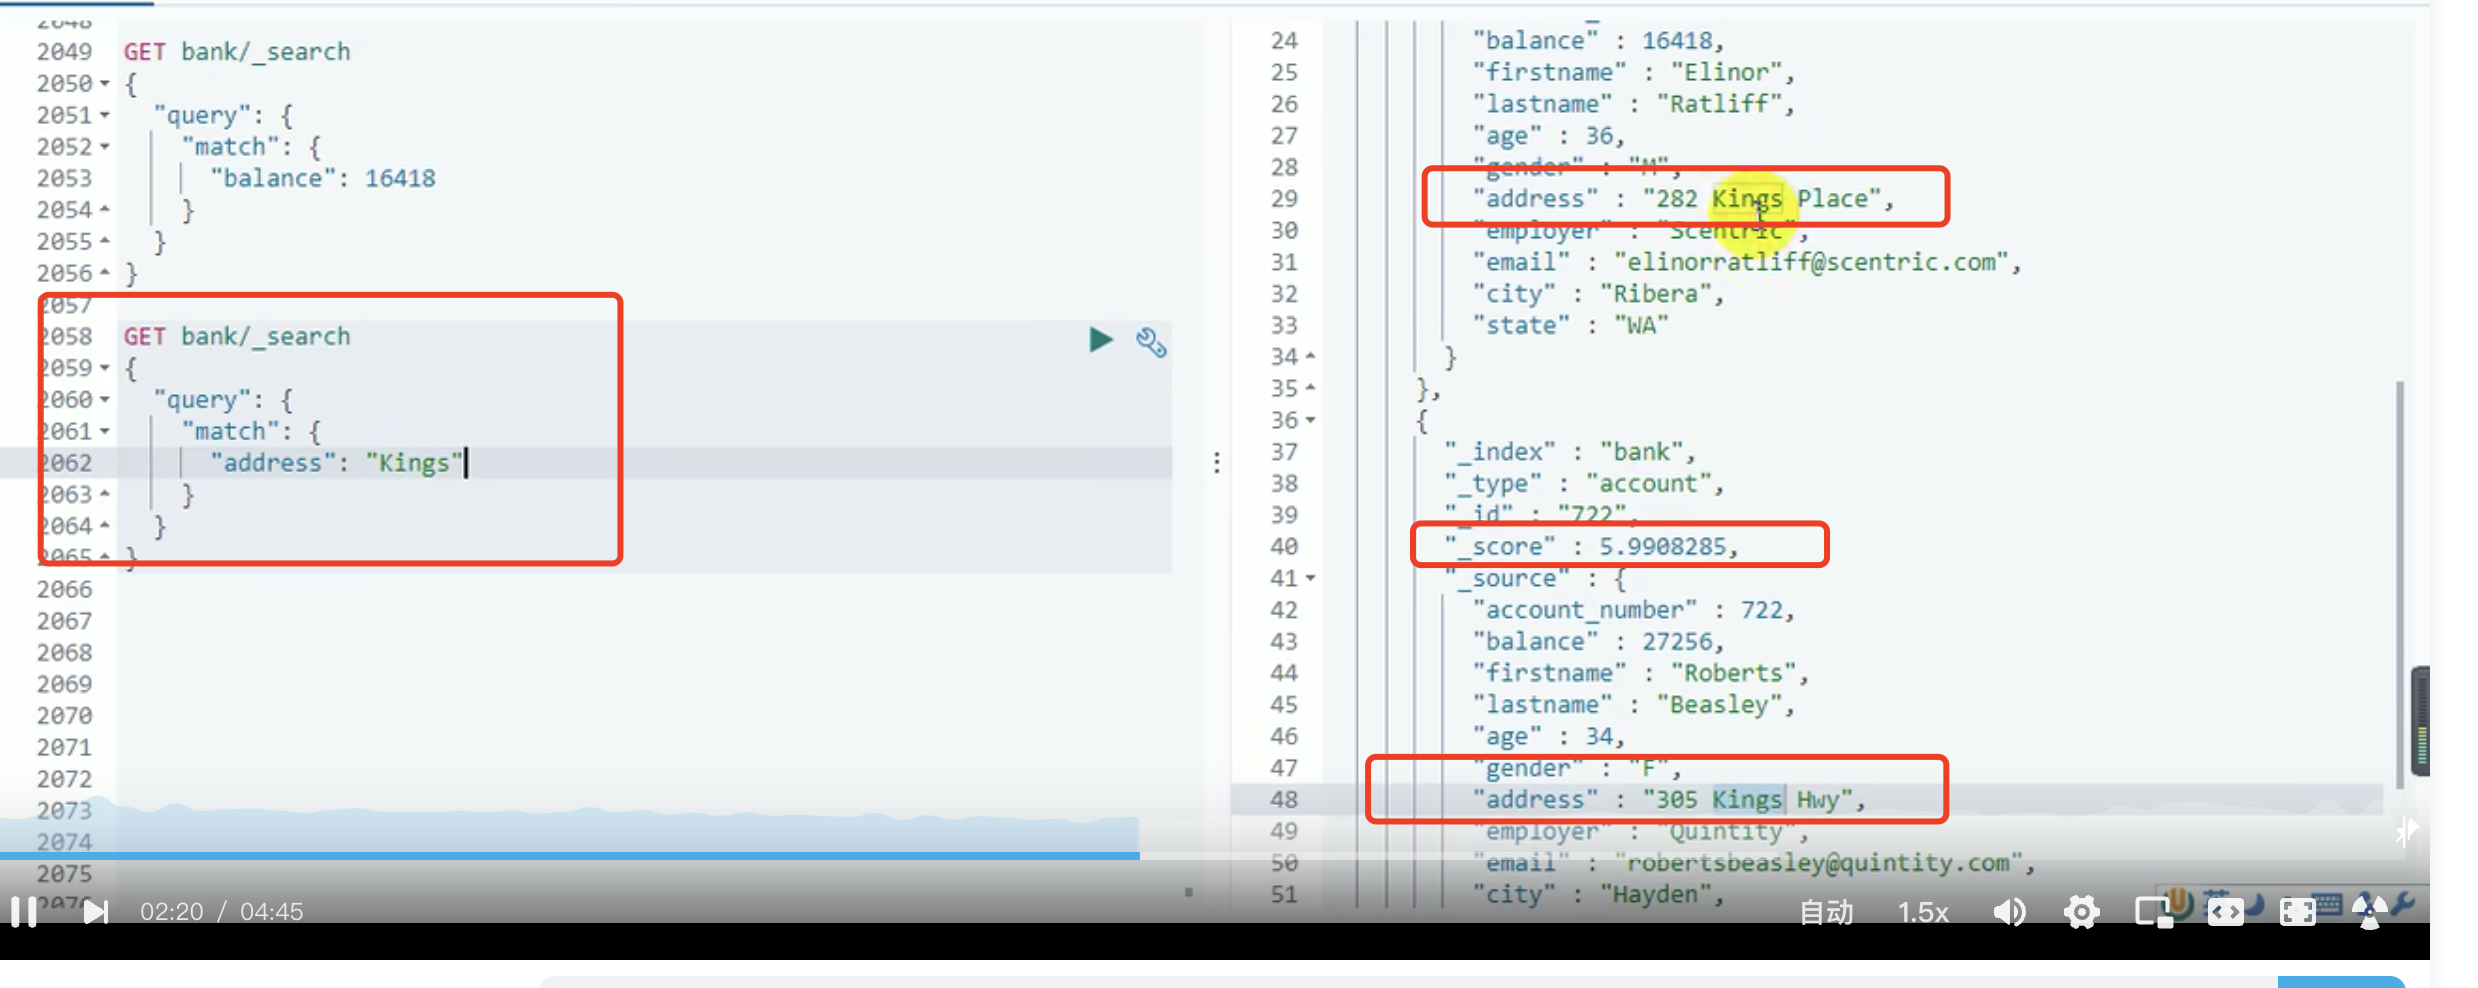 2048
2049 GET bank/_search
2050 {
2051 "query": {
2052 "match": {
2053 "balance": 16418
2054 }
2055 }
2056 }
2057
2058 GET bank/_search
2059 {
2060 "query": {
2061 "match": {
2062 "address": "Kings"
2063 }
2064 }
2065 }
2066
2067
2068
2069
2070
2071
2072
2073
2074
2075
2076
24 "balance" : 16418,
25 "firstname" : "Elinor",
26 "lastname" : "Ratliff",
27 "age" : 36,
28 "gender" : "M",
29 "address" : "282 Kings Place",
30 "employer" : "Scentric",
31 "email" : "elinorratliff@scentric.com",
32 "city" : "Ribera",
33 "state" : "WA"
34 }
35 },
36 {
37 "_index" : "bank",
38 "_type" : "account",
39 "_id" : "722",
40 "_score" : 5.9908285,
41 "_source" : {
42 "account_number" : 722,
43 "balance" : 27256,
44 "firstname" : "Roberts",
45 "lastname" : "Beasley",
46 "age" : 34,
47 "gender" : "F",
48 "address" : "305 Kings Hwy",
49 "employer" : "Quintity",
50 "email" : "robertsbeasley@quintity.com",
51 "city" : "Hayden",
02:20 / 04:45
自动 1.5x